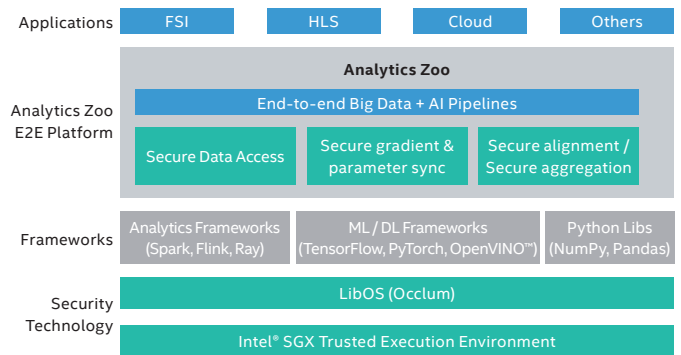 Applications
FSI
HLS
Cloud
Others
Analytics Zoo
E2E Platform
Analytics Zoo
End-to-end Big Data + AI Pipelines
Secure Data Access
Secure gradient &
parameter sync
Secure alignment /
Secure aggregation
Frameworks
Analytics Frameworks
(Spark, Flink, Ray)
ML / DL Frameworks
(TensorFlow, PyTorch, OpenVINO™)
Python Libs
(NumPy, Pandas)
Security
Technology
LibOS (Occlum)
Intel® SGX Trusted Execution Environment